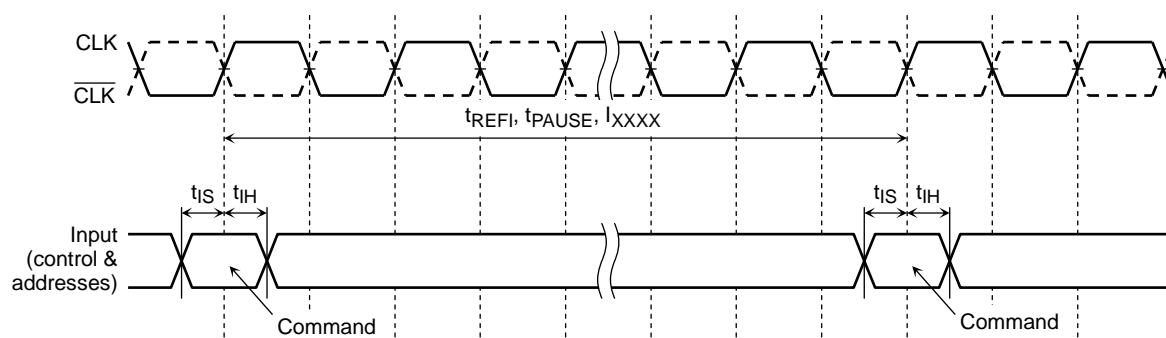 CLK
CLK
tREFI, tPAUSE, IXXXX
tIS
tIH
tIS
tIH
Input
(control &
addresses)
Command
Command